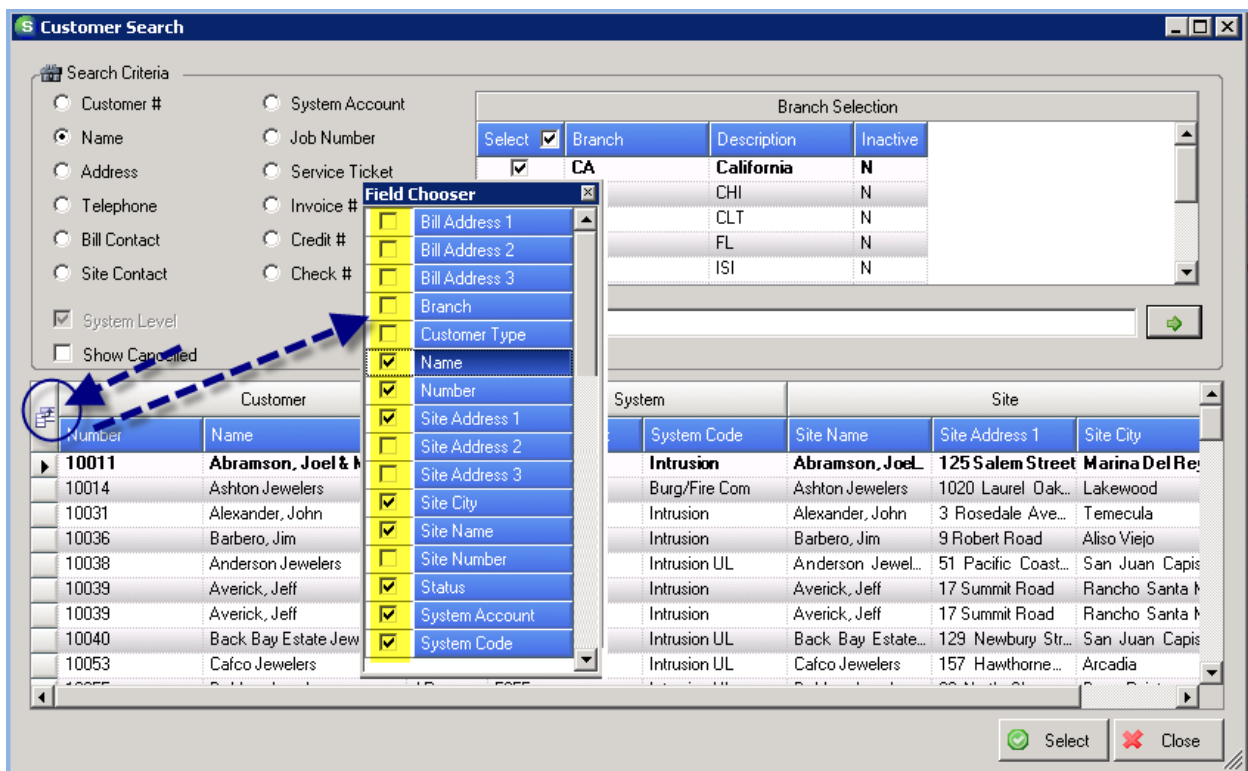 S Customer Search
Search Criteria
Customer # System Account
Name Job Number
Address Service Ticket
Telephone Invoice #
Bill Contact Credit #
Site Contact Check #
System Level
Show Cancelled
Branch Selection
Select Branch Description Inactive
CA California N
CHI N
CLT N
FL N
ISI N
Field Chooser
Bill Address 1
Bill Address 2
Bill Address 3
Branch
Customer Type
Name
Number
Site Address 1
Site Address 2
Site Address 3
Site City
Site Name
Site Number
Status
System Account
System Code
Customer System Site
Number Name System Code Site Name Site Address 1 Site City
10011 Abramson, Joel & Intrusion Abramson, Joel... 125 Salem Street Marina Del Rey
10014 Ashton Jewelers Burg/Fire Com Ashton Jewelers 1020 Laurel Oak... Lakewood
10031 Alexander, John Intrusion Alexander, John 3 Rosedale Ave... Temecula
10036 Barbero, Jim Intrusion Barbero, Jim 9 Robert Road Aliso Viejo
10038 Anderson Jewelers Intrusion UL Anderson Jewel... 51 Pacific Coast... San Juan Capis
10039 Averick, Jeff Intrusion Averick, Jeff 17 Summit Road Rancho Santa M
10039 Averick, Jeff Intrusion Averick, Jeff 17 Summit Road Rancho Santa M
10040 Back Bay Estate Jew Intrusion UL Back Bay Estate... 129 Newbury Str... San Juan Capis
10053 Cafco Jewelers Intrusion UL Cafco Jewelers 157 Hawthorne... Arcadia
Select Close